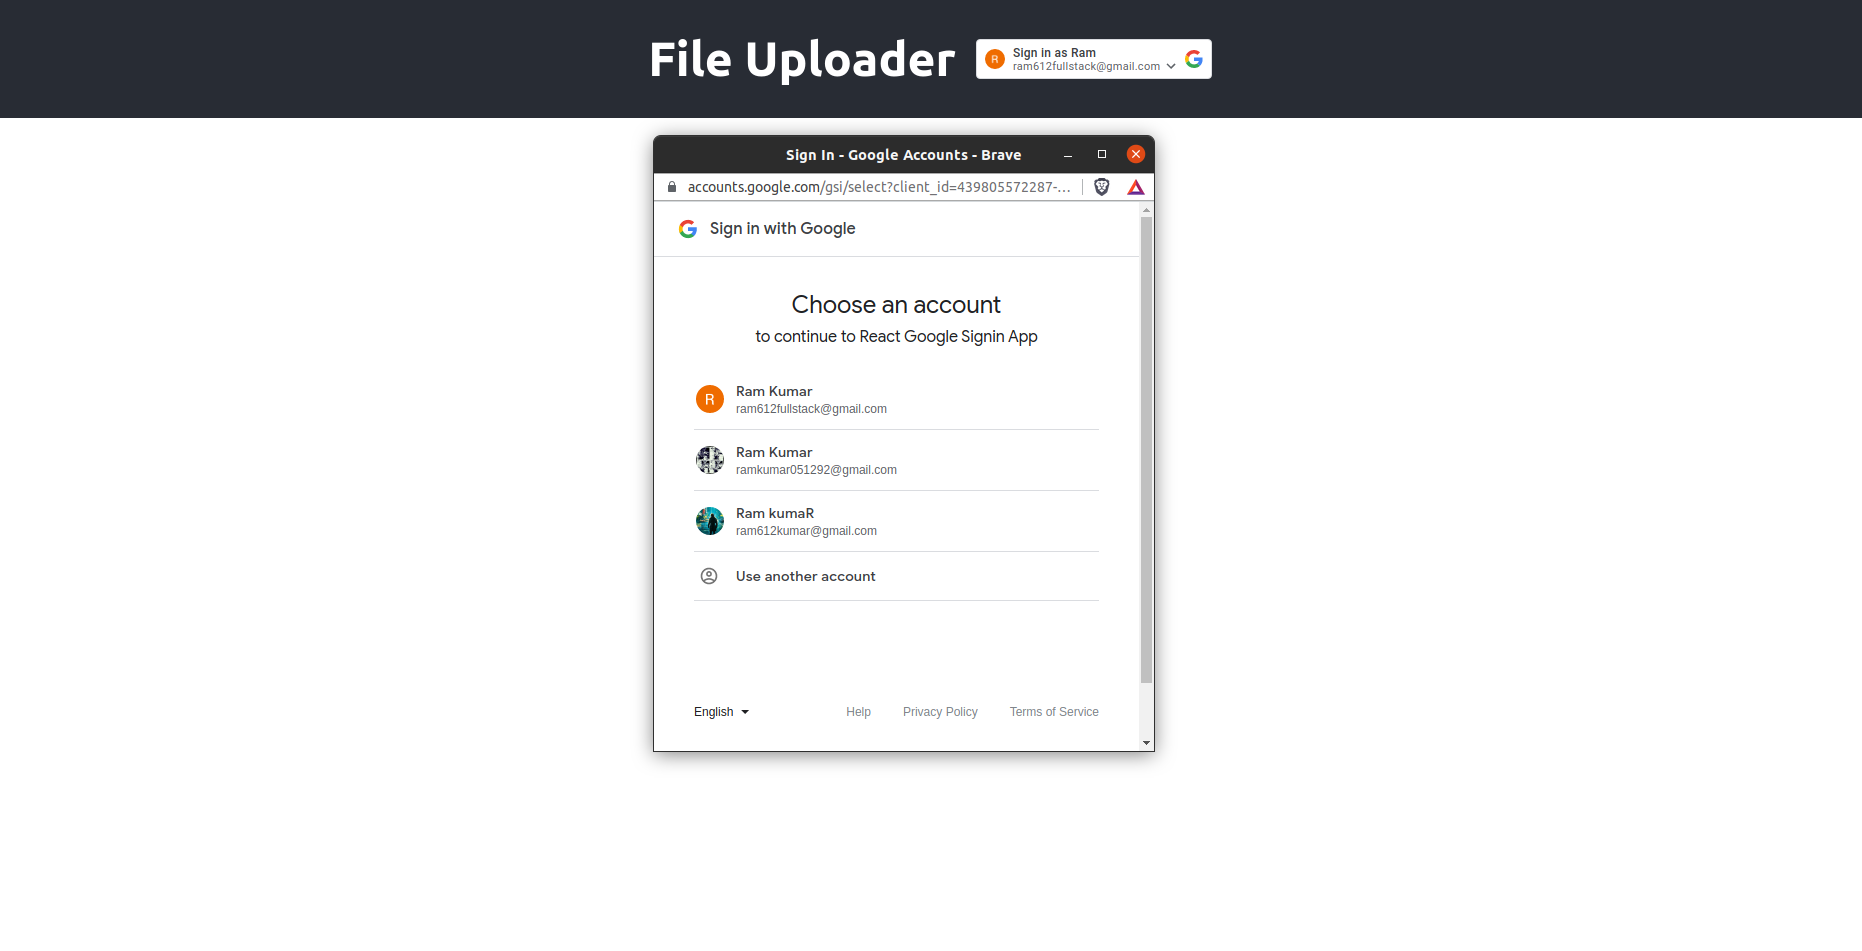 File Uploader
R
Sign in as Ram
ram612fullstack@gmail.com
Sign In - Google Accounts - Brave
accounts.google.com/gsi/select?client_id=439805572287-...
Sign in with Google
Choose an account
to continue to React Google Signin App
R
Ram Kumar
ram612fullstack@gmail.com
Ram Kumar
ramkumar051292@gmail.com
Ram kumaR
ram612kumar@gmail.com
Use another account
English
Help
Privacy Policy
Terms of Service